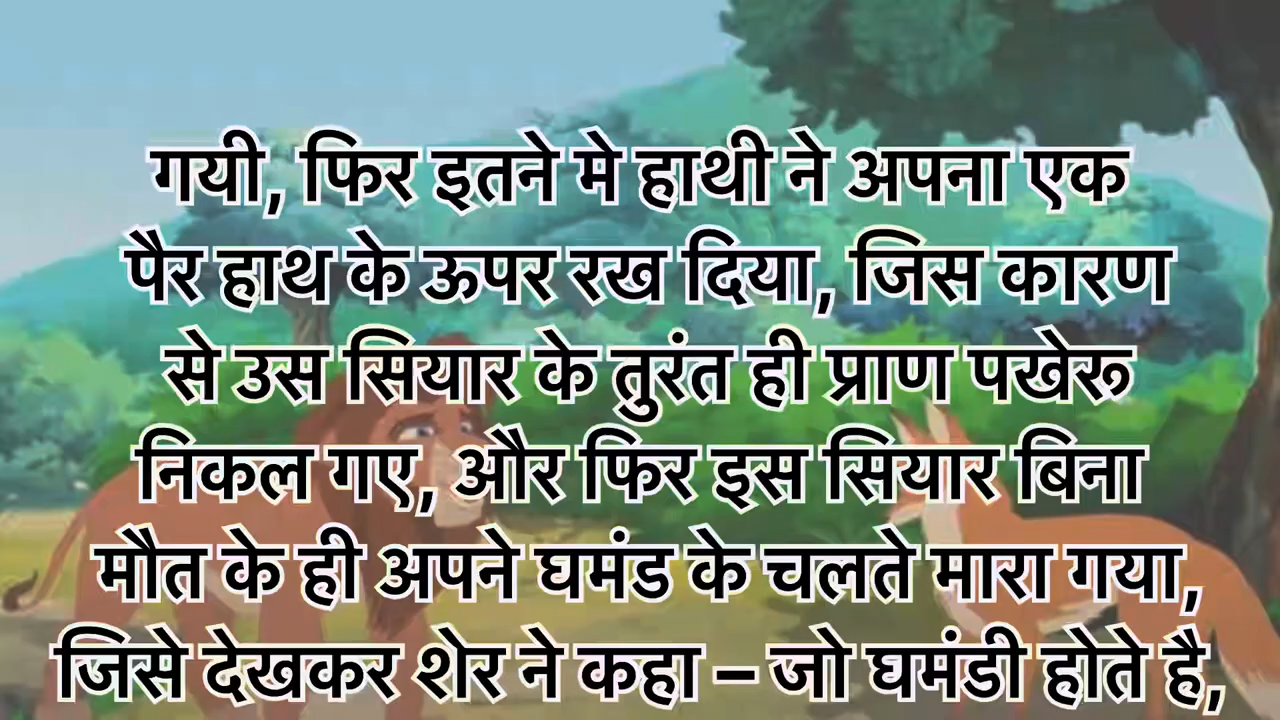 गयी, फिर इतने मे हाथी ने अपना एक
पैर हाथ के ऊपर रख दिया, जिस कारण
से उस सियार के तुरंत ही प्राण पखेरू
निकल गए, और फिर इस सियार बिना
मौत के ही अपने घमंड के चलते मारा गया,
जिसे देखकर शेर ने कहा – जो घमंडी होते है,